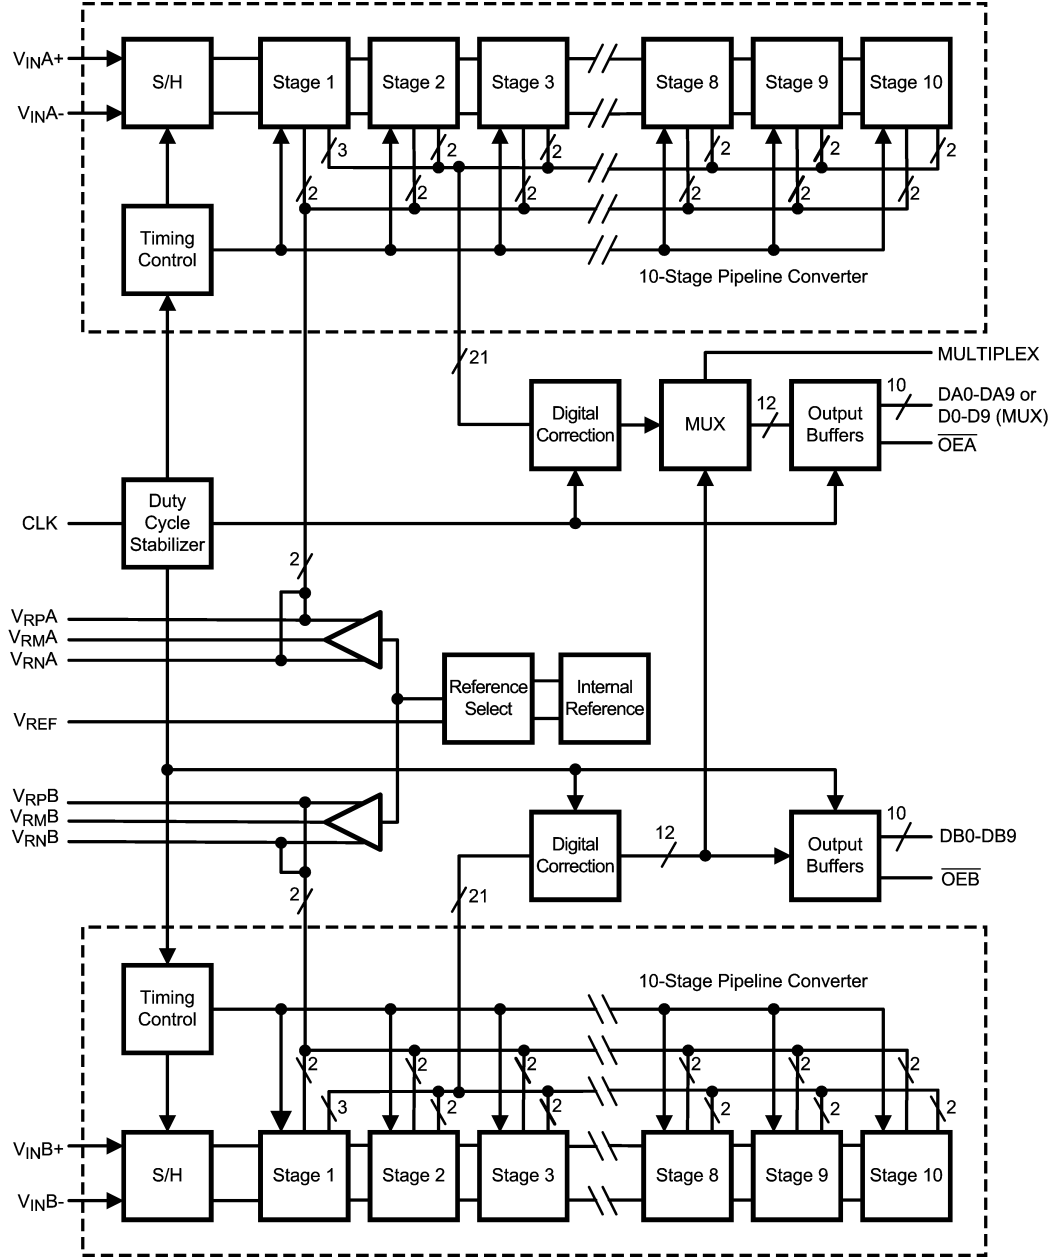 VINA+
VINA-
S/H
Stage 1
Stage 2
Stage 3
Stage 8
Stage 9
Stage 10
3
2
2
2
2
2
2
2
2
2
2
2
Timing
Control
10-Stage Pipeline Converter
21
MULTIPLEX
Digital
Correction
MUX
12
Output
Buffers
10
DA0-DA9 or
D0-D9 (MUX)
OEA
CLK
Duty
Cycle
Stabilizer
2
VRPA
VRMA
VRNA
Reference
Select
Internal
Reference
VREF
VRPB
VRMB
VRNB
Digital
Correction
12
Output
Buffers
10
DB0-DB9
OEB
2
21
Timing
Control
10-Stage Pipeline Converter
2
2
2
2
2
2
3
2
2
2
2
2
VINB+
VINB-
S/H
Stage 1
Stage 2
Stage 3
Stage 8
Stage 9
Stage 10